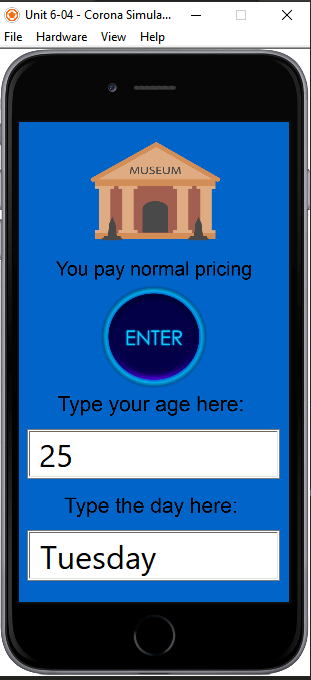 Unit 6-04 - Corona Simula...
File Hardware View Help
MUSEUM
You pay normal pricing
ENTER
Type your age here:
25
Type the day here:
Tuesday